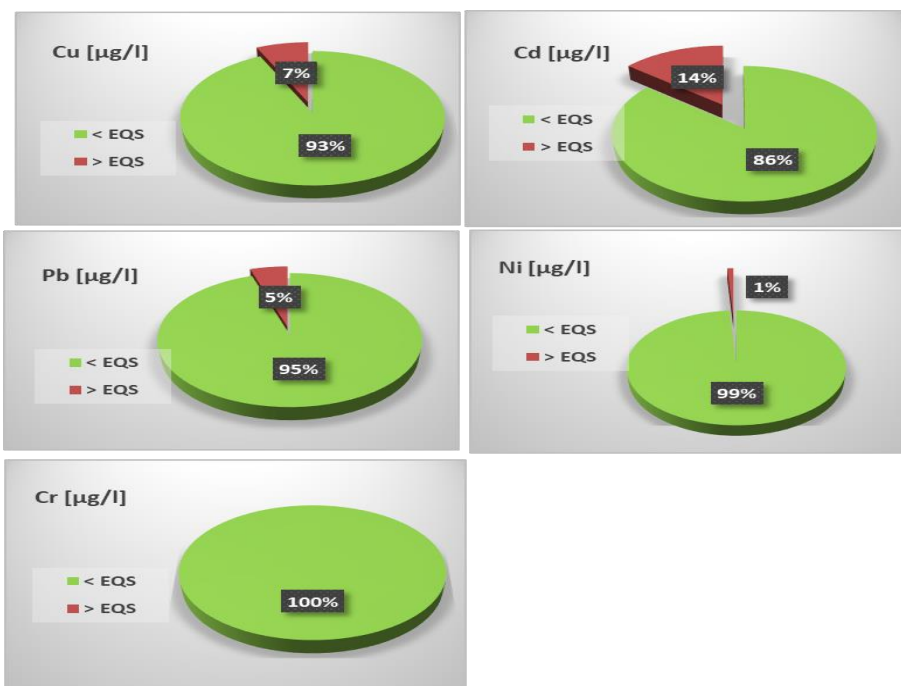 Cu [µg/l]
7%
< EQS
> EQS
93%
Cd [µg/l]
14%
< EQS
> EQS
86%
Pb [µg/l]
5%
< EQS
> EQS
95%
Ni [µg/l]
1%
< EQS
> EQS
99%
Cr [µg/l]
< EQS
> EQS
100%